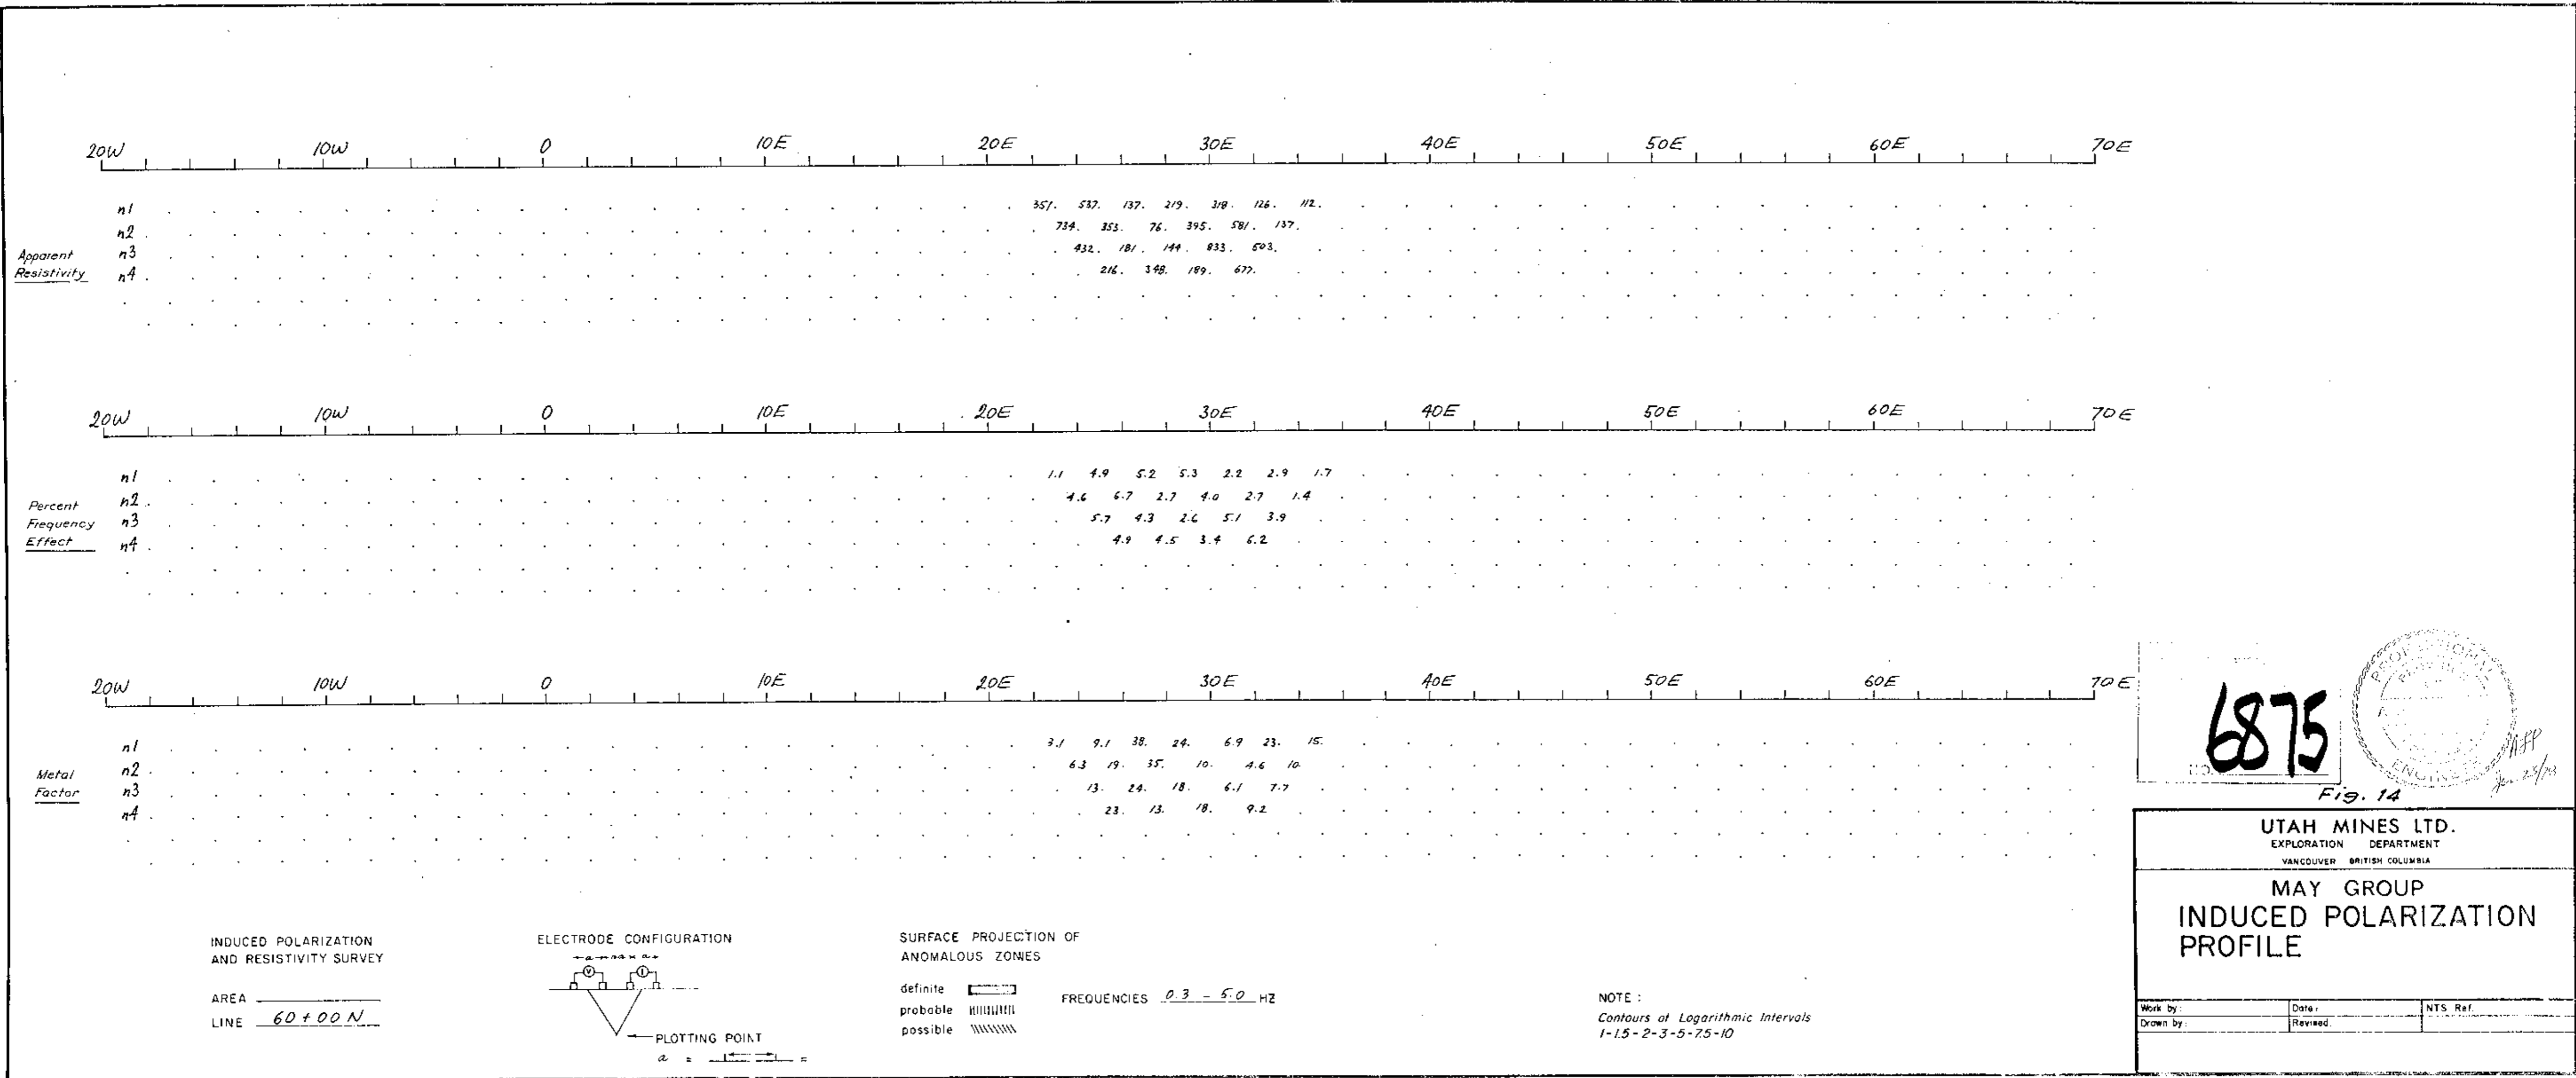 20W 10W 0 10E 20E 30E 40E 50E 60E 70E
n1 351. 537. 137. 219. 318. 126. 112.
n2 734. 353. 76. 395. 581. 137.
Apparent n3 432. 181. 144. 833. 503.
Resistivity n4 216. 348. 189. 677.
20W 10W 0 10E 20E 30E 40E 50E 60E 70E
n1 1.1 4.9 5.2 5.3 2.2 2.9 1.7
Percent n2 4.6 6.7 2.7 4.0 2.7 1.4
Frequency n3 5.7 4.3 2.6 5.1 3.9
Effect n4 4.9 4.5 3.4 6.2
20W 10W 0 10E 20E 30E 40E 50E 60E 70E
n1 3.1 9.1 38. 24. 6.9 23. 15.
Metal n2 6.3 19. 35. 10. 4.6 10.
Factor n3 13. 24. 18. 6.1 7.7
n4 23. 13. 18. 9.2
INDUCED POLARIZATION
AND RESISTIVITY SURVEY
AREA
LINE 60+00N
ELECTRODE CONFIGURATION
V I
PLOTTING POINT
a = =
SURFACE PROJECTION OF
ANOMALOUS ZONES
definite
probable
possible
FREQUENCIES 0.3 - 5.0 HZ
NOTE :
Contours at Logarithmic Intervals
1-1.5-2-3-5-7.5-10
6875
NO.
ENGINEER
Fig. 14
UTAH MINES LTD.
EXPLORATION DEPARTMENT
VANCOUVER BRITISH COLUMBIA
MAY GROUP
INDUCED POLARIZATION
PROFILE
Work by: Date: NTS Ref.
Drawn by: Revised.